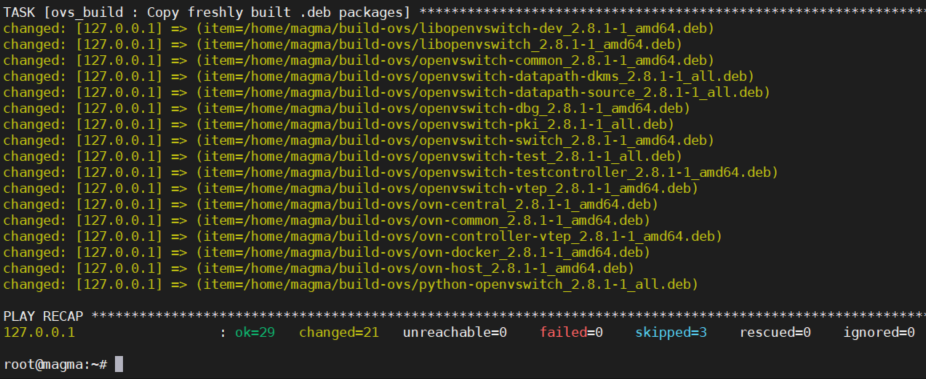 TASK [ovs_build : Copy freshly built .deb packages] ****************************************************************
changed: [127.0.0.1] => (item=/home/magma/build-ovs/libopenvswitch-dev_2.8.1-1_amd64.deb)
changed: [127.0.0.1] => (item=/home/magma/build-ovs/libopenvswitch_2.8.1-1_amd64.deb)
changed: [127.0.0.1] => (item=/home/magma/build-ovs/openvswitch-common_2.8.1-1_amd64.deb)
changed: [127.0.0.1] => (item=/home/magma/build-ovs/openvswitch-datapath-dkms_2.8.1-1_all.deb)
changed: [127.0.0.1] => (item=/home/magma/build-ovs/openvswitch-datapath-source_2.8.1-1_all.deb)
changed: [127.0.0.1] => (item=/home/magma/build-ovs/openvswitch-dbg_2.8.1-1_amd64.deb)
changed: [127.0.0.1] => (item=/home/magma/build-ovs/openvswitch-pki_2.8.1-1_all.deb)
changed: [127.0.0.1] => (item=/home/magma/build-ovs/openvswitch-switch_2.8.1-1_amd64.deb)
changed: [127.0.0.1] => (item=/home/magma/build-ovs/openvswitch-test_2.8.1-1_all.deb)
changed: [127.0.0.1] => (item=/home/magma/build-ovs/openvswitch-testcontroller_2.8.1-1_amd64.deb)
changed: [127.0.0.1] => (item=/home/magma/build-ovs/openvswitch-vtep_2.8.1-1_amd64.deb)
changed: [127.0.0.1] => (item=/home/magma/build-ovs/ovn-central_2.8.1-1_amd64.deb)
changed: [127.0.0.1] => (item=/home/magma/build-ovs/ovn-common_2.8.1-1_amd64.deb)
changed: [127.0.0.1] => (item=/home/magma/build-ovs/ovn-controller-vtep_2.8.1-1_amd64.deb)
changed: [127.0.0.1] => (item=/home/magma/build-ovs/ovn-docker_2.8.1-1_amd64.deb)
changed: [127.0.0.1] => (item=/home/magma/build-ovs/ovn-host_2.8.1-1_amd64.deb)
changed: [127.0.0.1] => (item=/home/magma/build-ovs/python-openvswitch_2.8.1-1_all.deb)
PLAY RECAP *********************************************************************************************************
127.0.0.1 : ok=29 changed=21 unreachable=0 failed=0 skipped=3 rescued=0 ignored=0
root@magma:~#